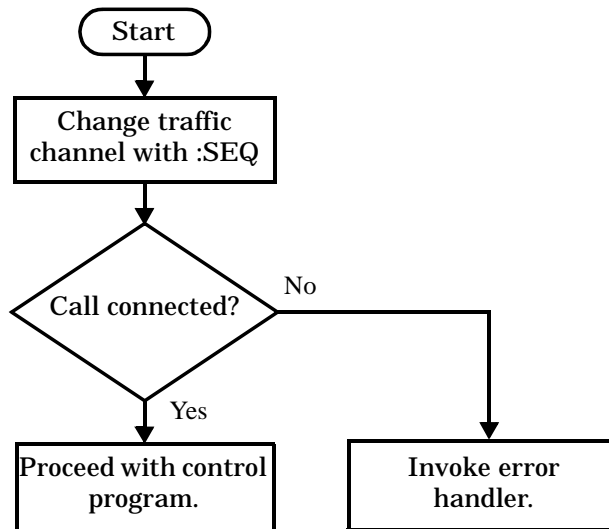 Start
Change traffic
channel with :SEQ
Call connected?
No
Yes
Proceed with control
program.
Invoke error
handler.